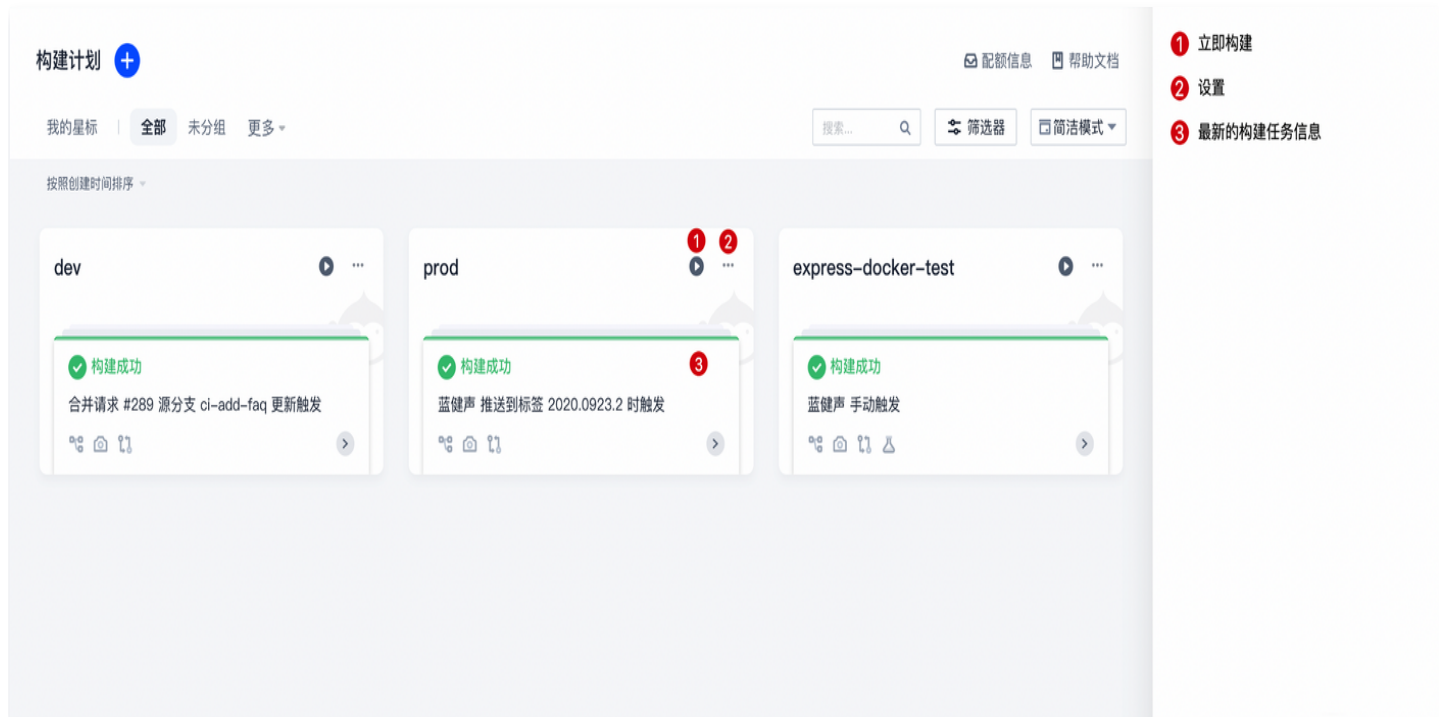 构建计划
配额信息 帮助文档
我的星标 全部 未分组 更多
搜索... 筛选器 简洁模式
按照创建时间排序
1 2
dev prod express-docker-test
构建成功 构建成功 3 构建成功
合并请求 #289 源分支 ci-add-faq 更新触发
蓝健声 推送到标签 2020.0923.2 时触发
蓝健声 手动触发
1 立即构建
2 设置
3 最新的构建任务信息